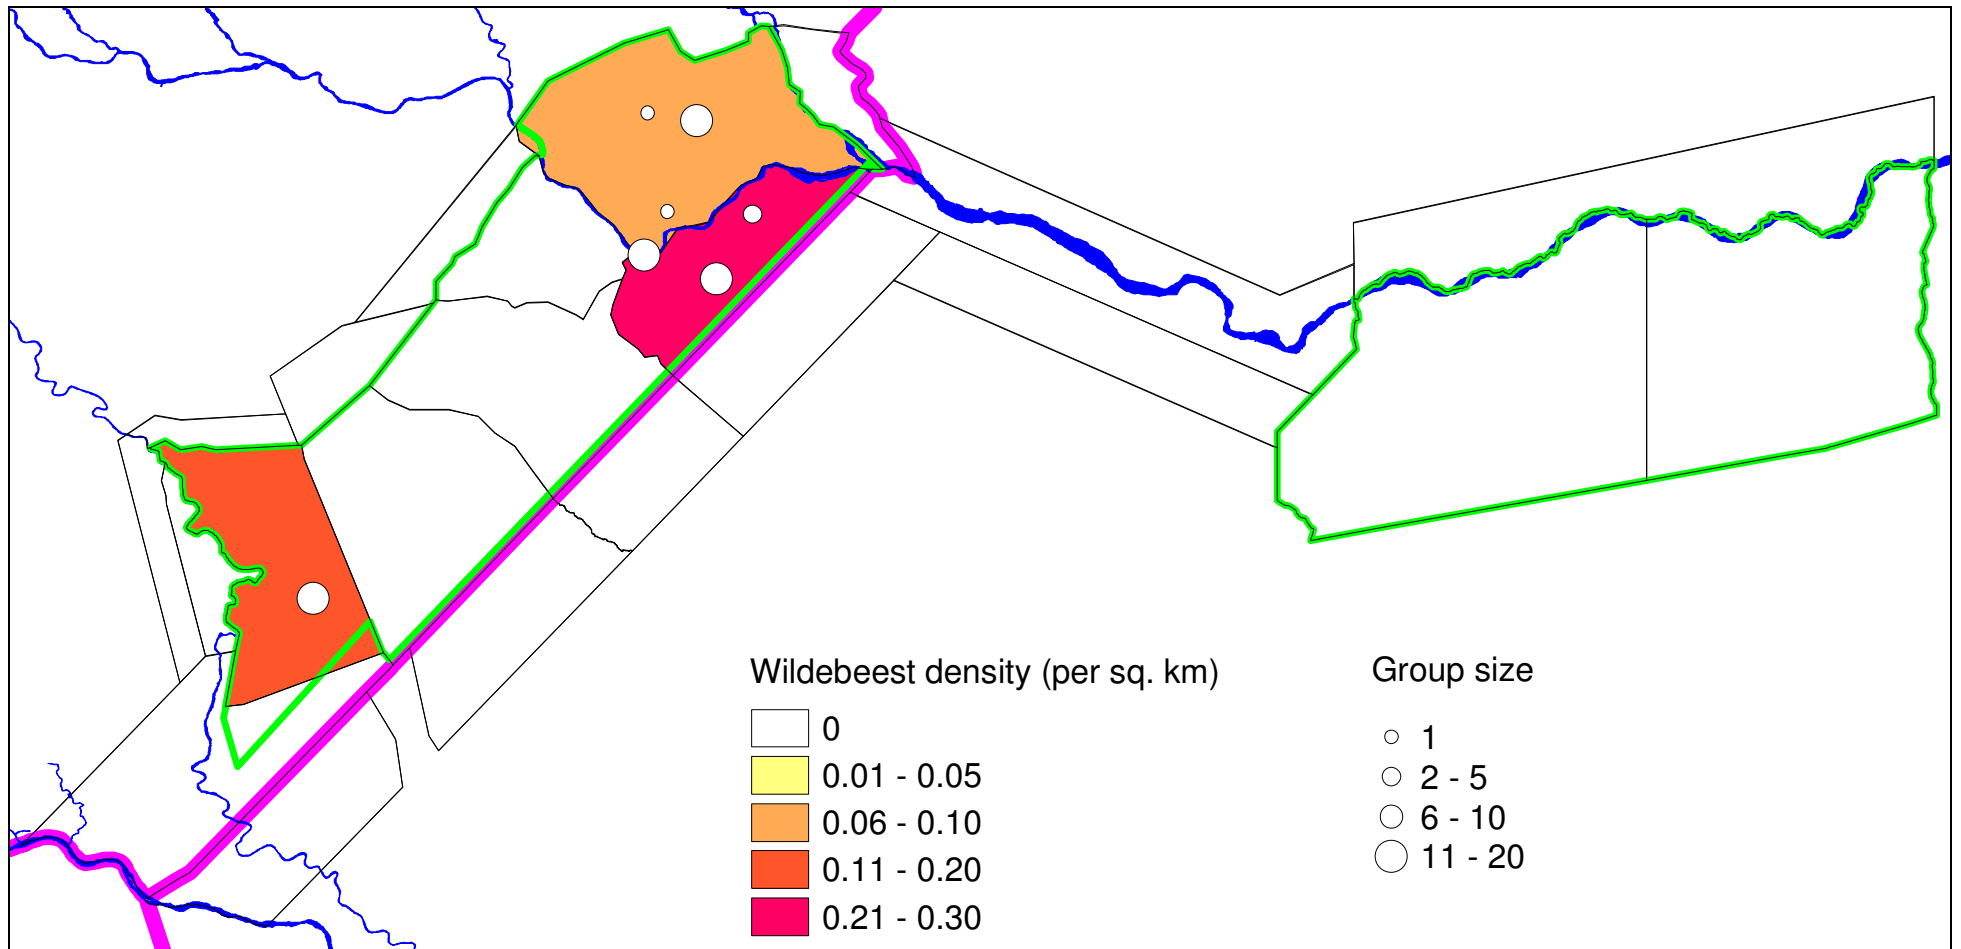 Wildebeest density (per sq. km)
0
0.01 - 0.05
0.06 - 0.10
0.11 - 0.20
0.21 - 0.30
Group size
1
2 - 5
6 - 10
11 - 20